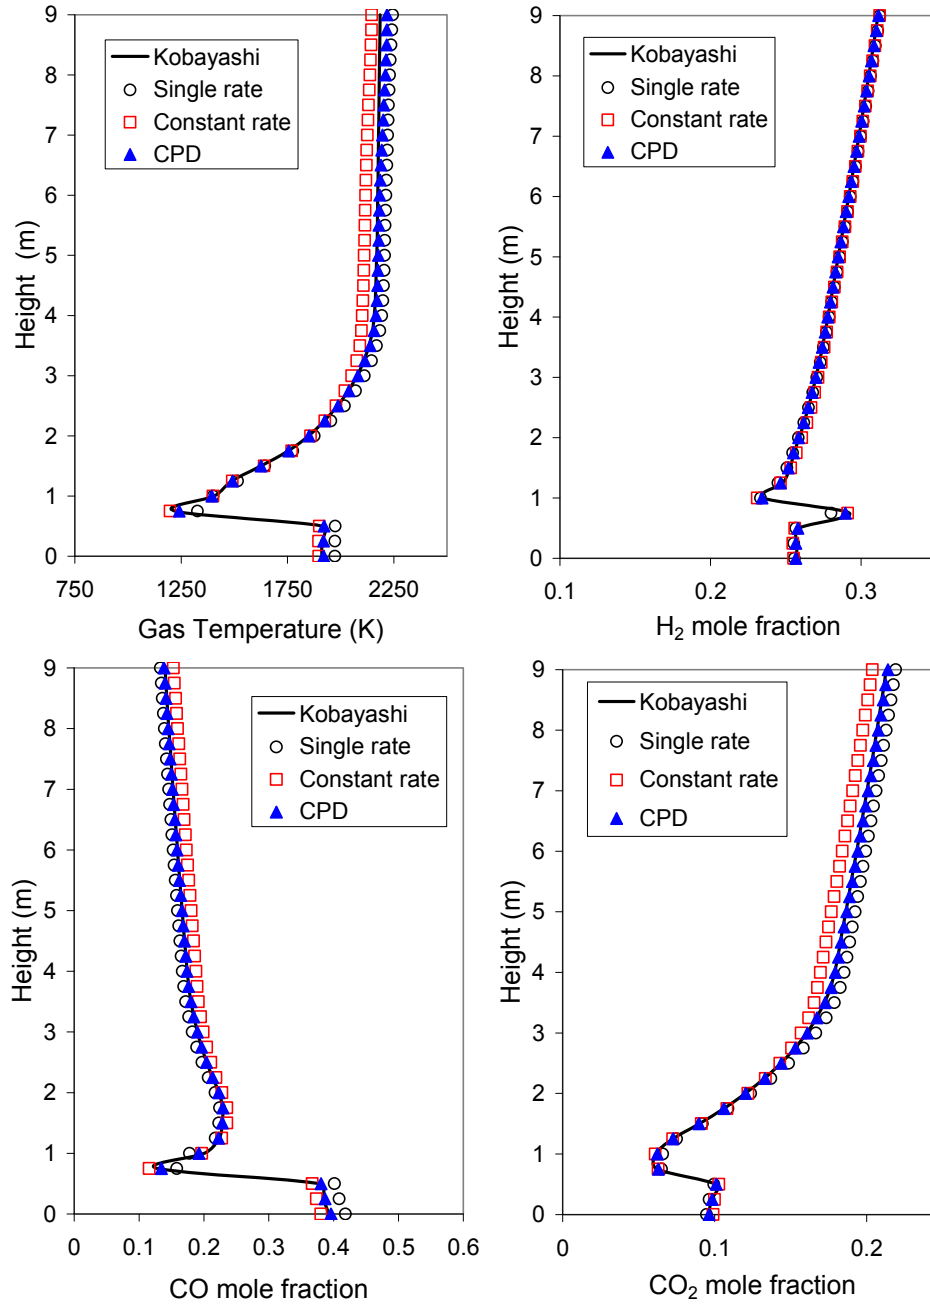 9
8
7
6
5
4
3
2
1
0
Height (m)
Kobayashi
Single rate
Constant rate
CPD
750 1250 1750 2250
Gas Temperature (K)
9
8
7
6
5
4
3
2
1
0
Height (m)
Kobayashi
Single rate
Constant rate
CPD
0.1 0.2 0.3
H₂ mole fraction
9
8
7
6
5
4
3
2
1
0
Height (m)
Kobayashi
Single rate
Constant rate
CPD
0 0.1 0.2 0.3 0.4 0.5 0.6
CO mole fraction
9
8
7
6
5
4
3
2
1
0
Height (m)
Kobayashi
Single rate
Constant rate
CPD
0 0.1 0.2
CO₂ mole fraction